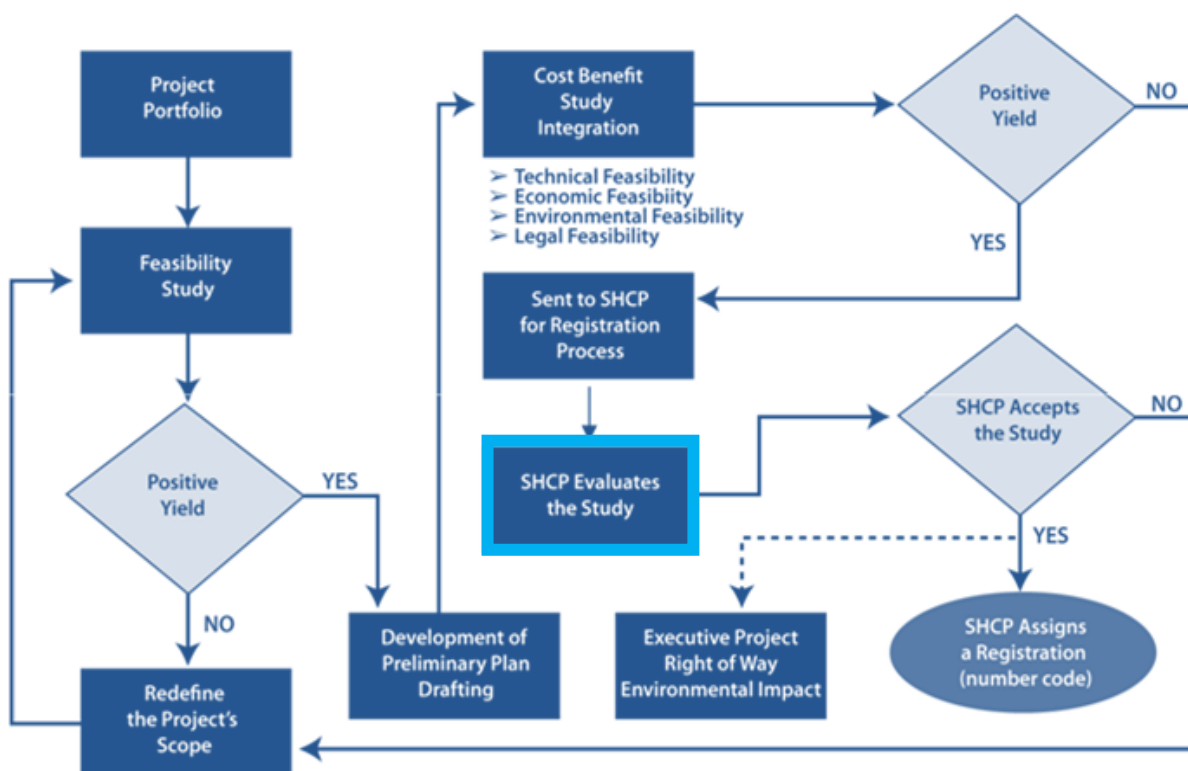 Project
Portfolio
Feasibility
Study
Positive
Yield
YES
NO
Redefine
the Project's
Scope
Development of
Preliminary Plan
Drafting
Cost Benefit
Study
Integration
➢ Technical Feasibility
➢ Economic Feasibiity
➢ Environmental Feasibility
➢ Legal Feasibility
Positive
Yield
NO
YES
Sent to SHCP
for Registration
Process
SHCP Evaluates
the Study
SHCP Accepts
the Study
NO
YES
Executive Project
Right of Way
Environmental Impact
SHCP Assigns
a Registration
(number code)